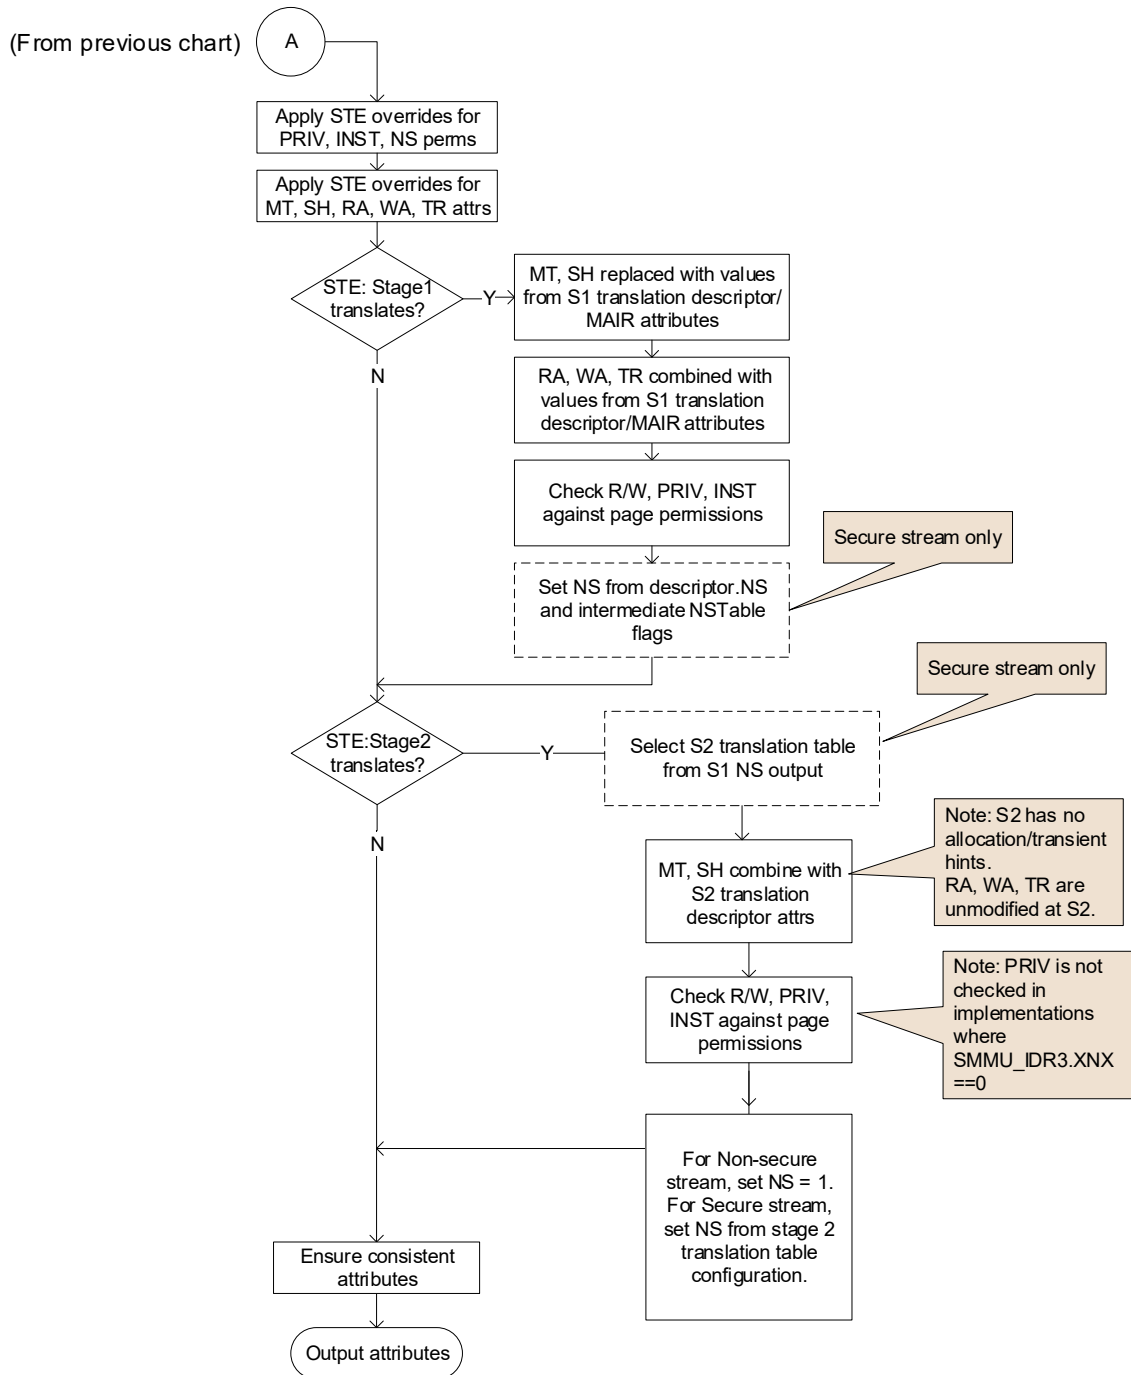 (From previous chart)
A
Apply STE overrides for
PRIV, INST, NS perms
Apply STE overrides for
MT, SH, RA, WA, TR attrs
STE: Stage1
translates?
Y
MT, SH replaced with values
from S1 translation descriptor/
MAIR attributes
N
RA, WA, TR combined with
values from S1 translation
descriptor/MAIR attributes
Check R/W, PRIV, INST
against page permissions
Secure stream only
Set NS from descriptor.NS
and intermediate NSTable
flags
Secure stream only
STE:Stage2
translates?
Y
Select S2 translation table
from S1 NS output
N
MT, SH combine with
S2 translation
descriptor attrs
Note: S2 has no
allocation/transient
hints.
RA, WA, TR are
unmodified at S2.
Check R/W, PRIV,
INST against page
permissions
Note: PRIV is not
checked in
implementations
where
SMMU_IDR3.XNX
==0
For Non-secure
stream, set NS = 1.
For Secure stream,
set NS from stage 2
translation table
configuration.
Ensure consistent
attributes
Output attributes